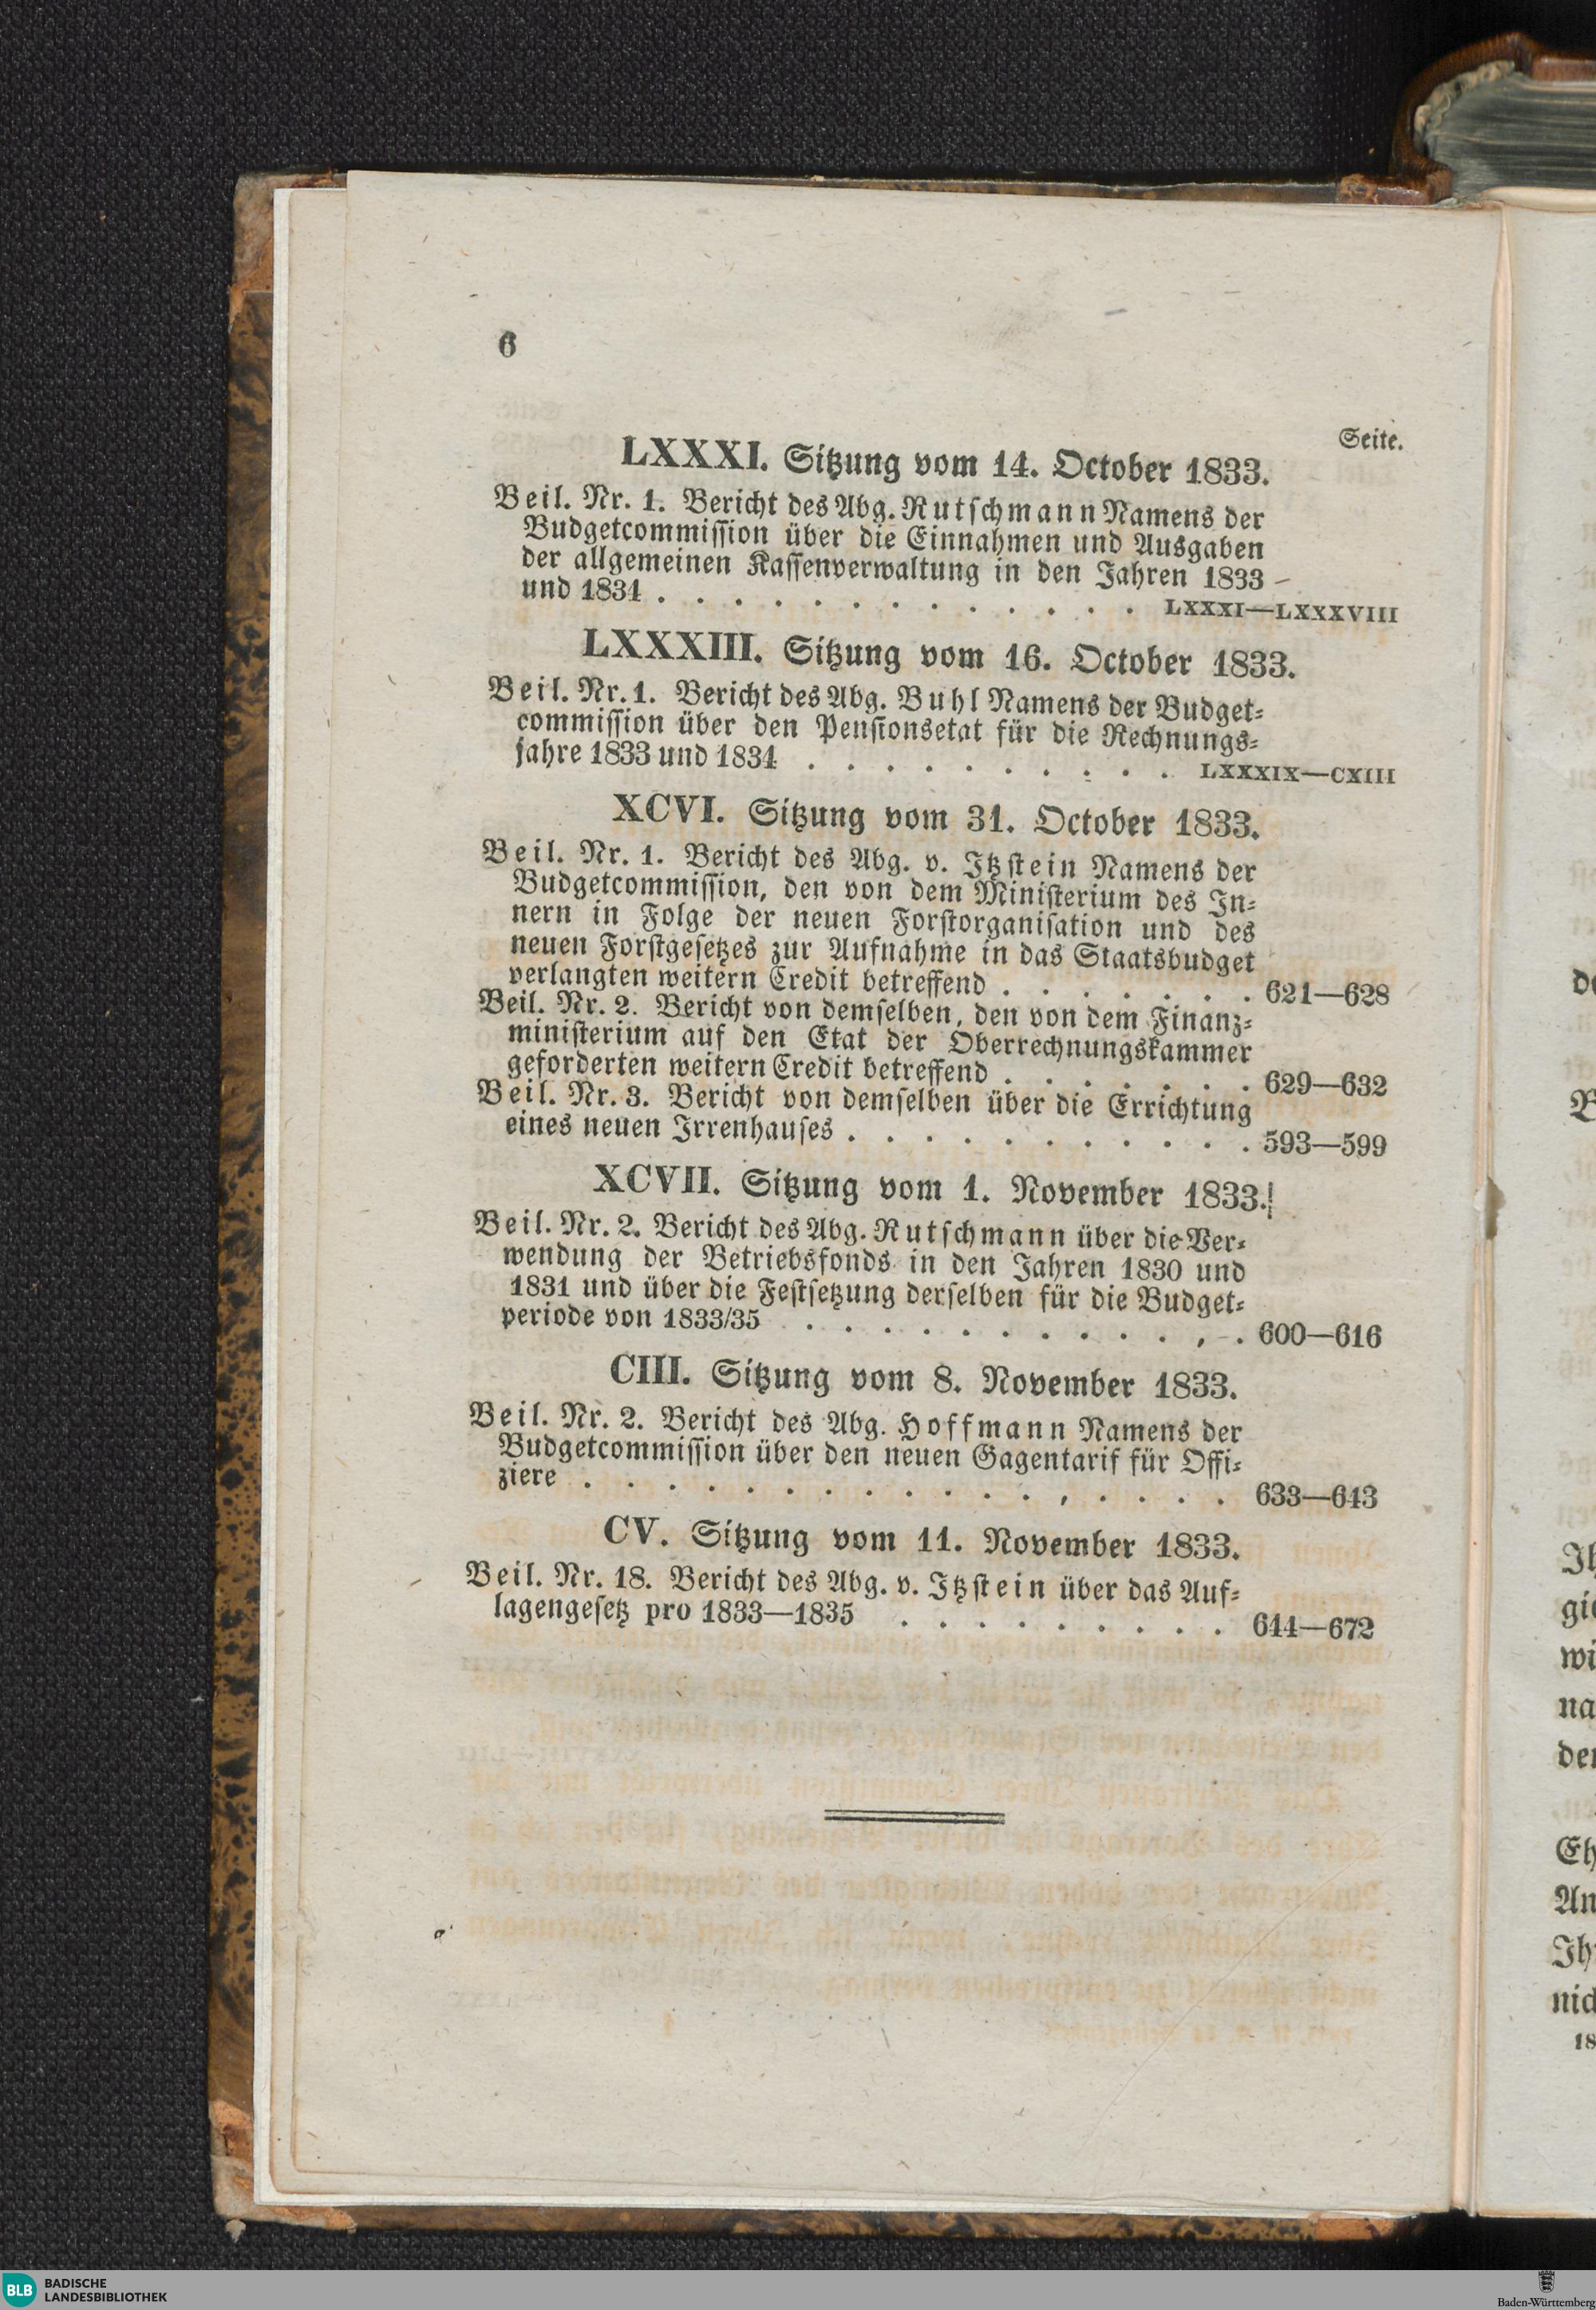 6
Seite.
LXXXI. Sitzung vom 14. October 1833.
Beil. Nr. 1. Bericht des Abg. Rutschmann Namens der
Budgetcommission über die Einnahmen und Ausgaben
der allgemeinen Kassenverwaltung in den Jahren 1833
und 1834 . . . . . . . . . . . . . LXXXI—LXXXVIII
LXXXIII. Sitzung vom 16. October 1833.
Beil. Nr. 1. Bericht des Abg. Buhl Namens der Budget=
commission über den Pensionsetat für die Rechnungs=
jahre 1833 und 1834 . . . . . . . . . . LXXXIX—CXIII
XCVI. Sitzung vom 31. October 1833.
Beil. Nr. 1. Bericht des Abg. v. Itzstein Namens der
Budgetcommission, den von dem Ministerium des In=
nern in Folge der neuen Forstorganisation und des
neuen Forstgesetzes zur Aufnahme in das Staatsbudget
verlangten weitern Credit betreffend . . . . . . . 621—628
Beil. Nr. 2. Bericht von demselben, den von dem Finanz=
ministerium auf den Etat der Oberrechnungskammer
geforderten weitern Credit betreffend . . . . . . . 629—632
Beil. Nr. 3. Bericht von demselben über die Errichtung
eines neuen Irrenhauses . . . . . . . . . . . 593—599
XCVII. Sitzung vom 1. November 1833.
Beil. Nr. 2. Bericht des Abg. Rutschmann über die Ver=
wendung der Betriebsfonds in den Jahren 1830 und
1831 und über die Festsetzung derselben für die Budget=
periode von 1833/35 . . . . . . . . . . . , . 600—616
CIII. Sitzung vom 8. November 1833.
Beil. Nr. 2. Bericht des Abg. Hoffmann Namens der
Budgetcommission über den neuen Gagentarif für Offi=
ziere . . . . . . . . . . . . , . . . . 633—643
CV. Sitzung vom 11. November 1833.
Beil. Nr. 18. Bericht des Abg. v. Itzstein über das Auf=
lagengesetz pro 1833—1835 . . . . . . . . . 644—672
BLB BADISCHE
LANDESBIBLIOTHEK
Baden-Württemberg